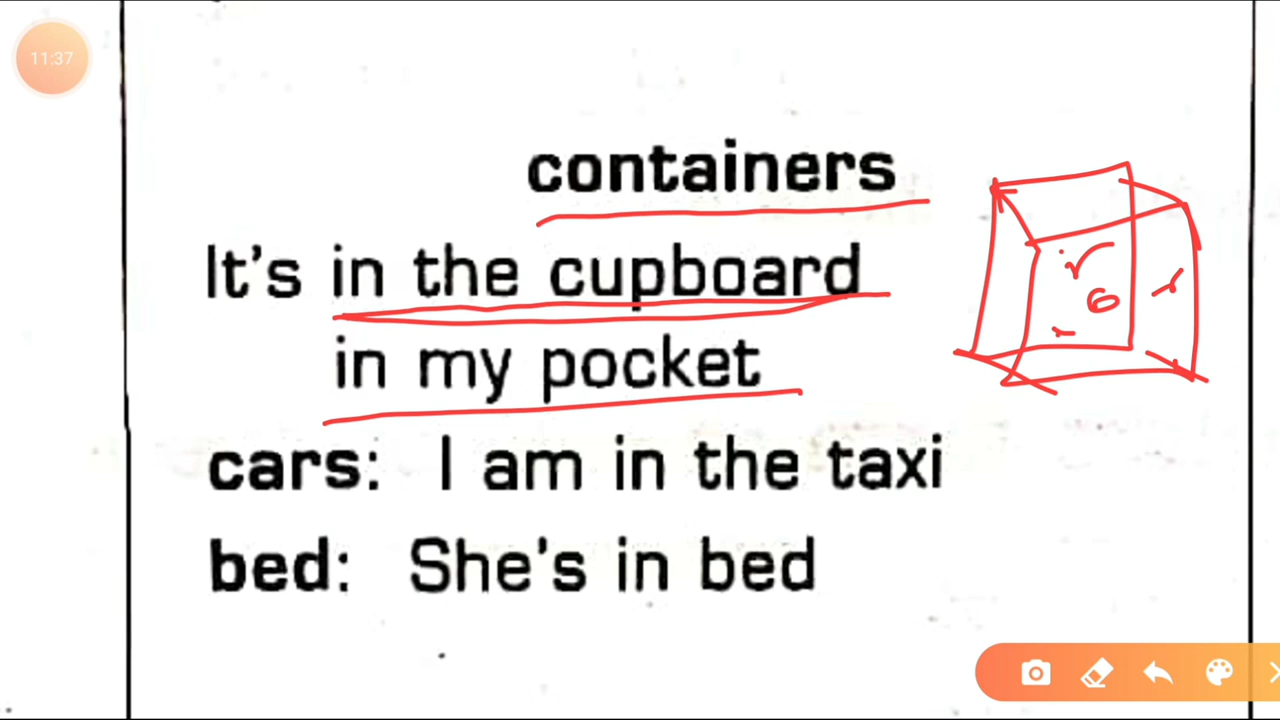 11:37
containers
It's in the cupboard
in my pocket
cars: I am in the taxi
bed: She's in bed